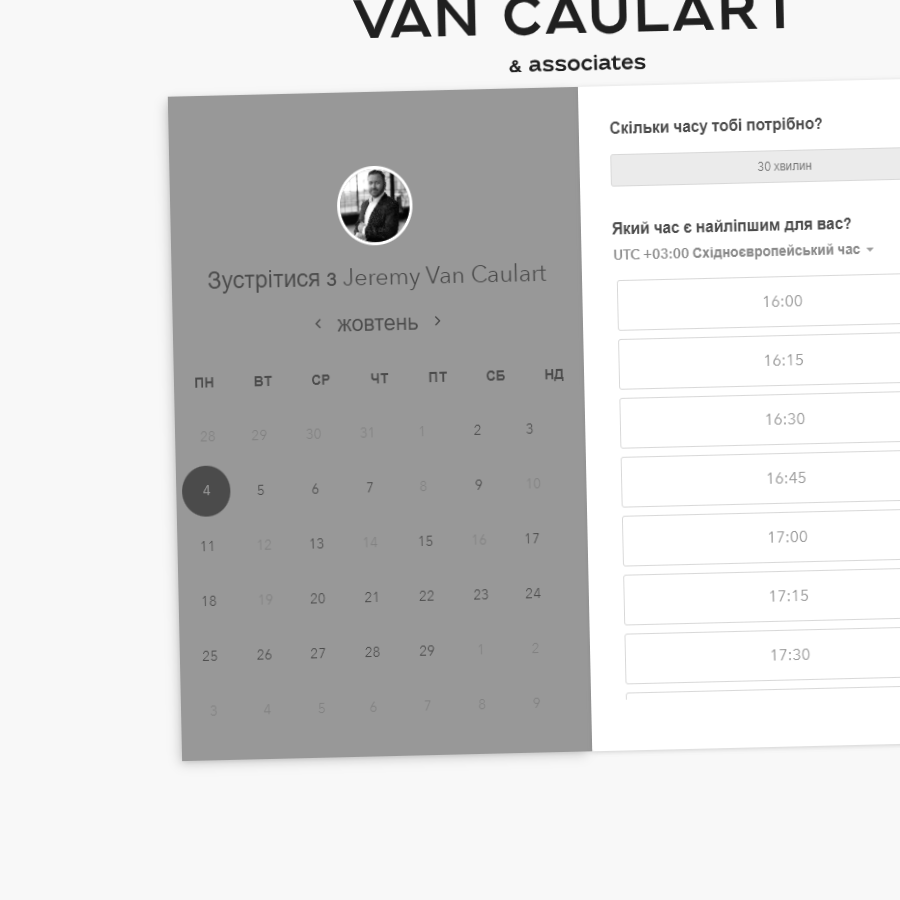 VAN CAULART
& associates
Зустрітися з Jeremy Van Caulart
жовтень
ПН ВТ СР ЧТ ПТ СБ НД
28 29 30 31 1 2 3
4 5 6 7 8 9 10
11 12 13 14 15 16 17
18 19 20 21 22 23 24
25 26 27 28 29 1 2
3 4 5 6 7 8 9
Скільки часу тобі потрібно?
30 хвилин
Який час є найліпшим для вас?
UTC +03:00 Східноєвропейський час
16:00
16:15
16:30
16:45
17:00
17:15
17:30